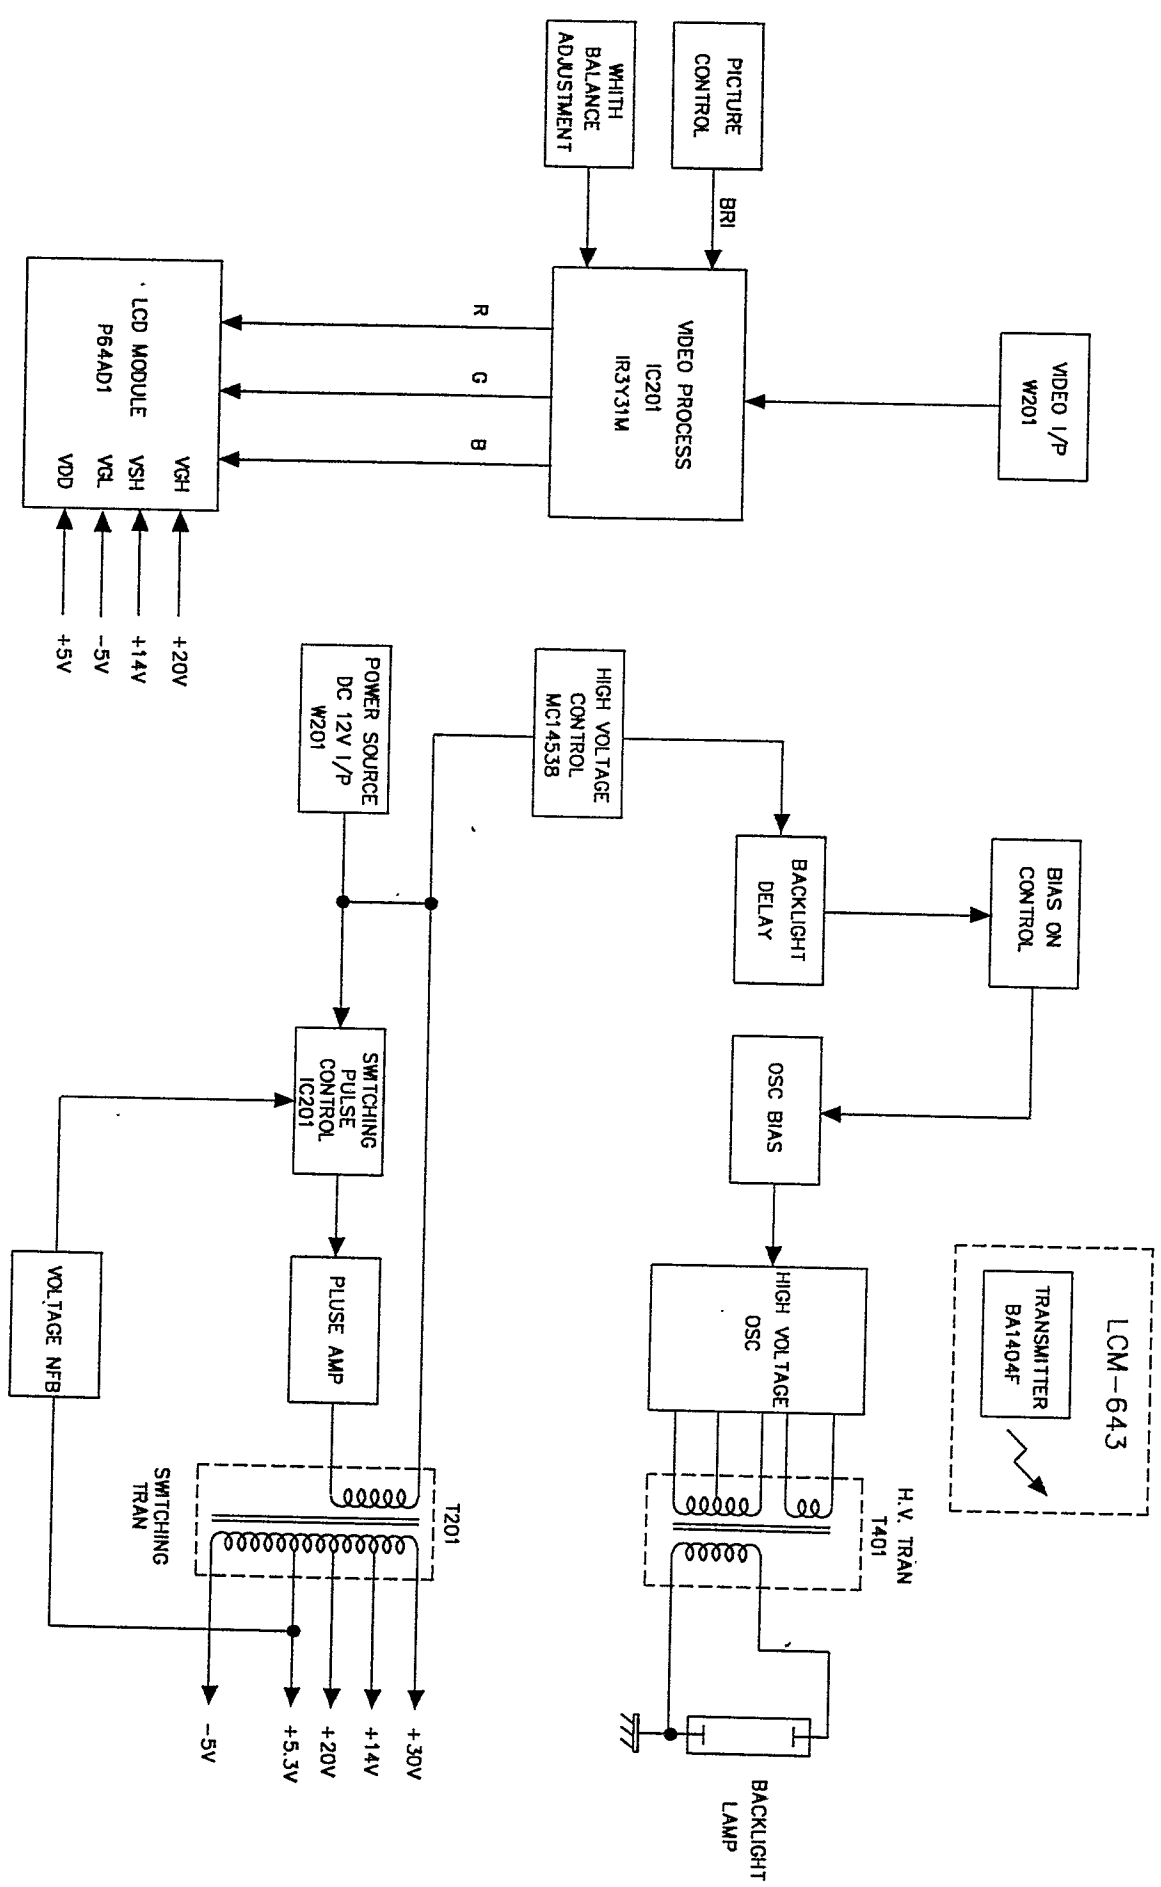 VIDEO I/P
W201
PICTURE
CONTROL
BRI
WHITH
BALANCE
ADJUSTMENT
VIDEO PROCESS
IC201
IR3Y31M
R
G
B
LCD MODULE
P64AD1
VGH
VSH
VGL
VDD
+20V
+14V
-5V
+5V
BIAS ON
CONTROL
BACKLIGHT
DELAY
HIGH VOLTAGE
CONTROL
MC14538
POWER SOURCE
DC 12V I/P
W201
OSC BIAS
SWITCHING
PULSE
CONTROL
IC201
LCM-643
TRANSMITTER
BA1404F
HIGH VOLTAGE
OSC
PLUSE AMP
VOLTAGE NFB
H.V. TRAN
T401
T201
SWITCHING
TRAN
+30V
+14V
+20V
+5.3V
-5V
BACKLIGHT
LAMP